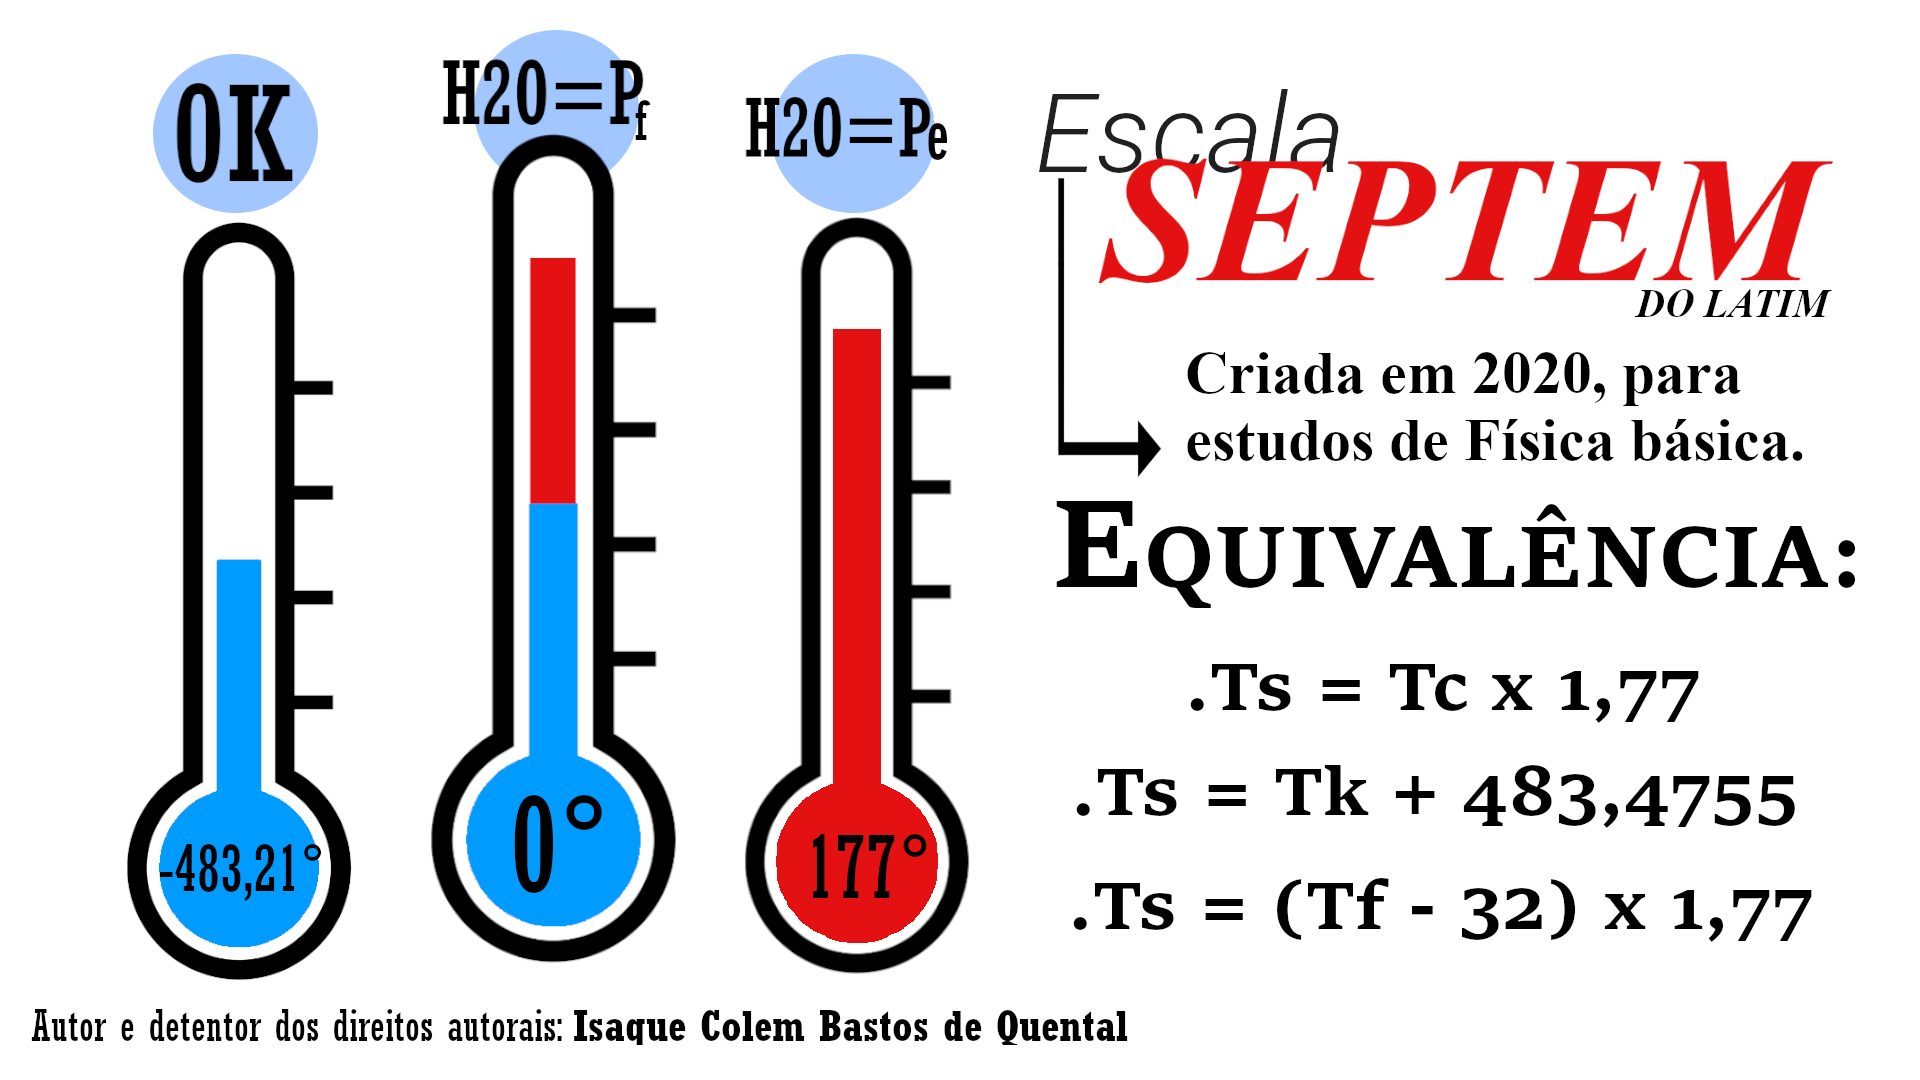 0K
H20=Pf
H20=Pe
-483,21°
0°
177°
Escala
SEPTEM
DO LATIM
Criada em 2020, para
estudos de Física básica.
EQUIVALÊNCIA:
.Ts = Tc x 1,77
.Ts = Tk + 483,4755
.Ts = (Tf - 32) x 1,77
Autor e detentor dos direitos autorais: Isaque Colem Bastos de Quental